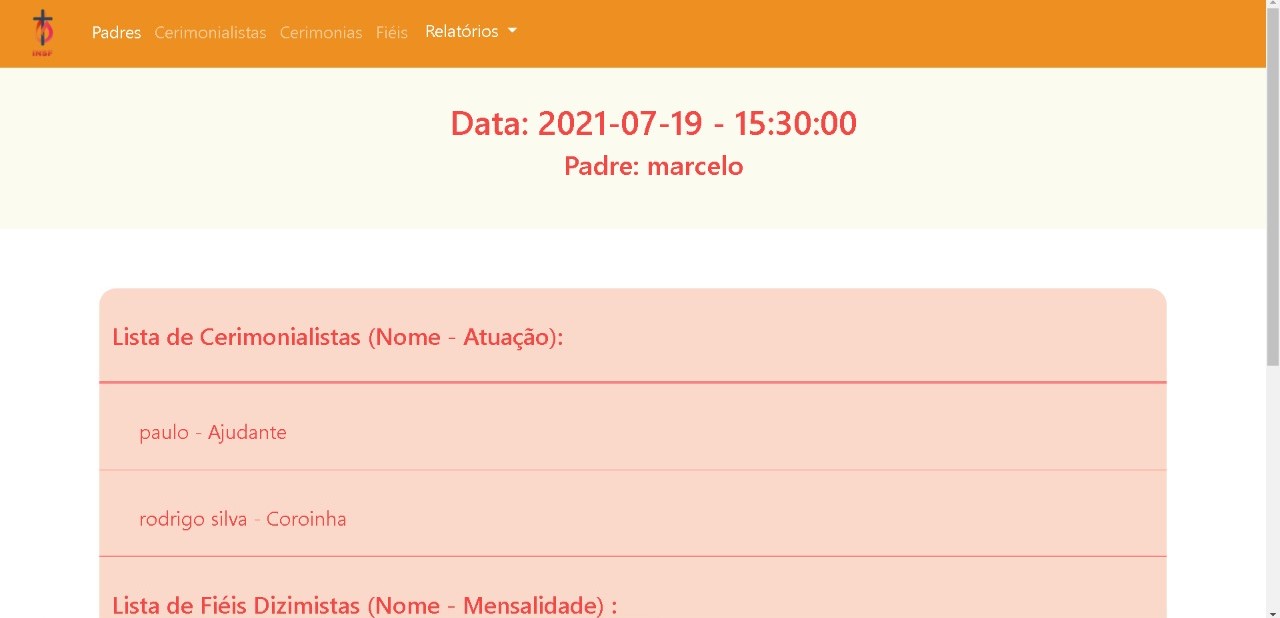 INSF
Padres Cerimonialistas Cerimonias Fiéis Relatórios
Data: 2021-07-19 - 15:30:00
Padre: marcelo
Lista de Cerimonialistas (Nome - Atuação):
paulo - Ajudante
rodrigo silva - Coroinha
Lista de Fiéis Dizimistas (Nome - Mensalidade) :